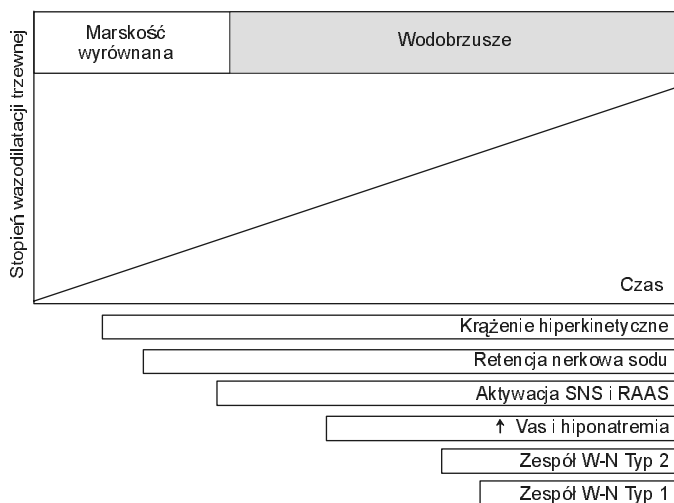 Marskość
wyrównana
Wodobrzusze
Stopień wazodilatacji trzewnej
Czas
Krążenie hiperkinetyczne
Retencja nerkowa sodu
Aktywacja SNS i RAAS
↑ Vas i hiponatremia
Zespół W-N Typ 2
Zespół W-N Typ 1